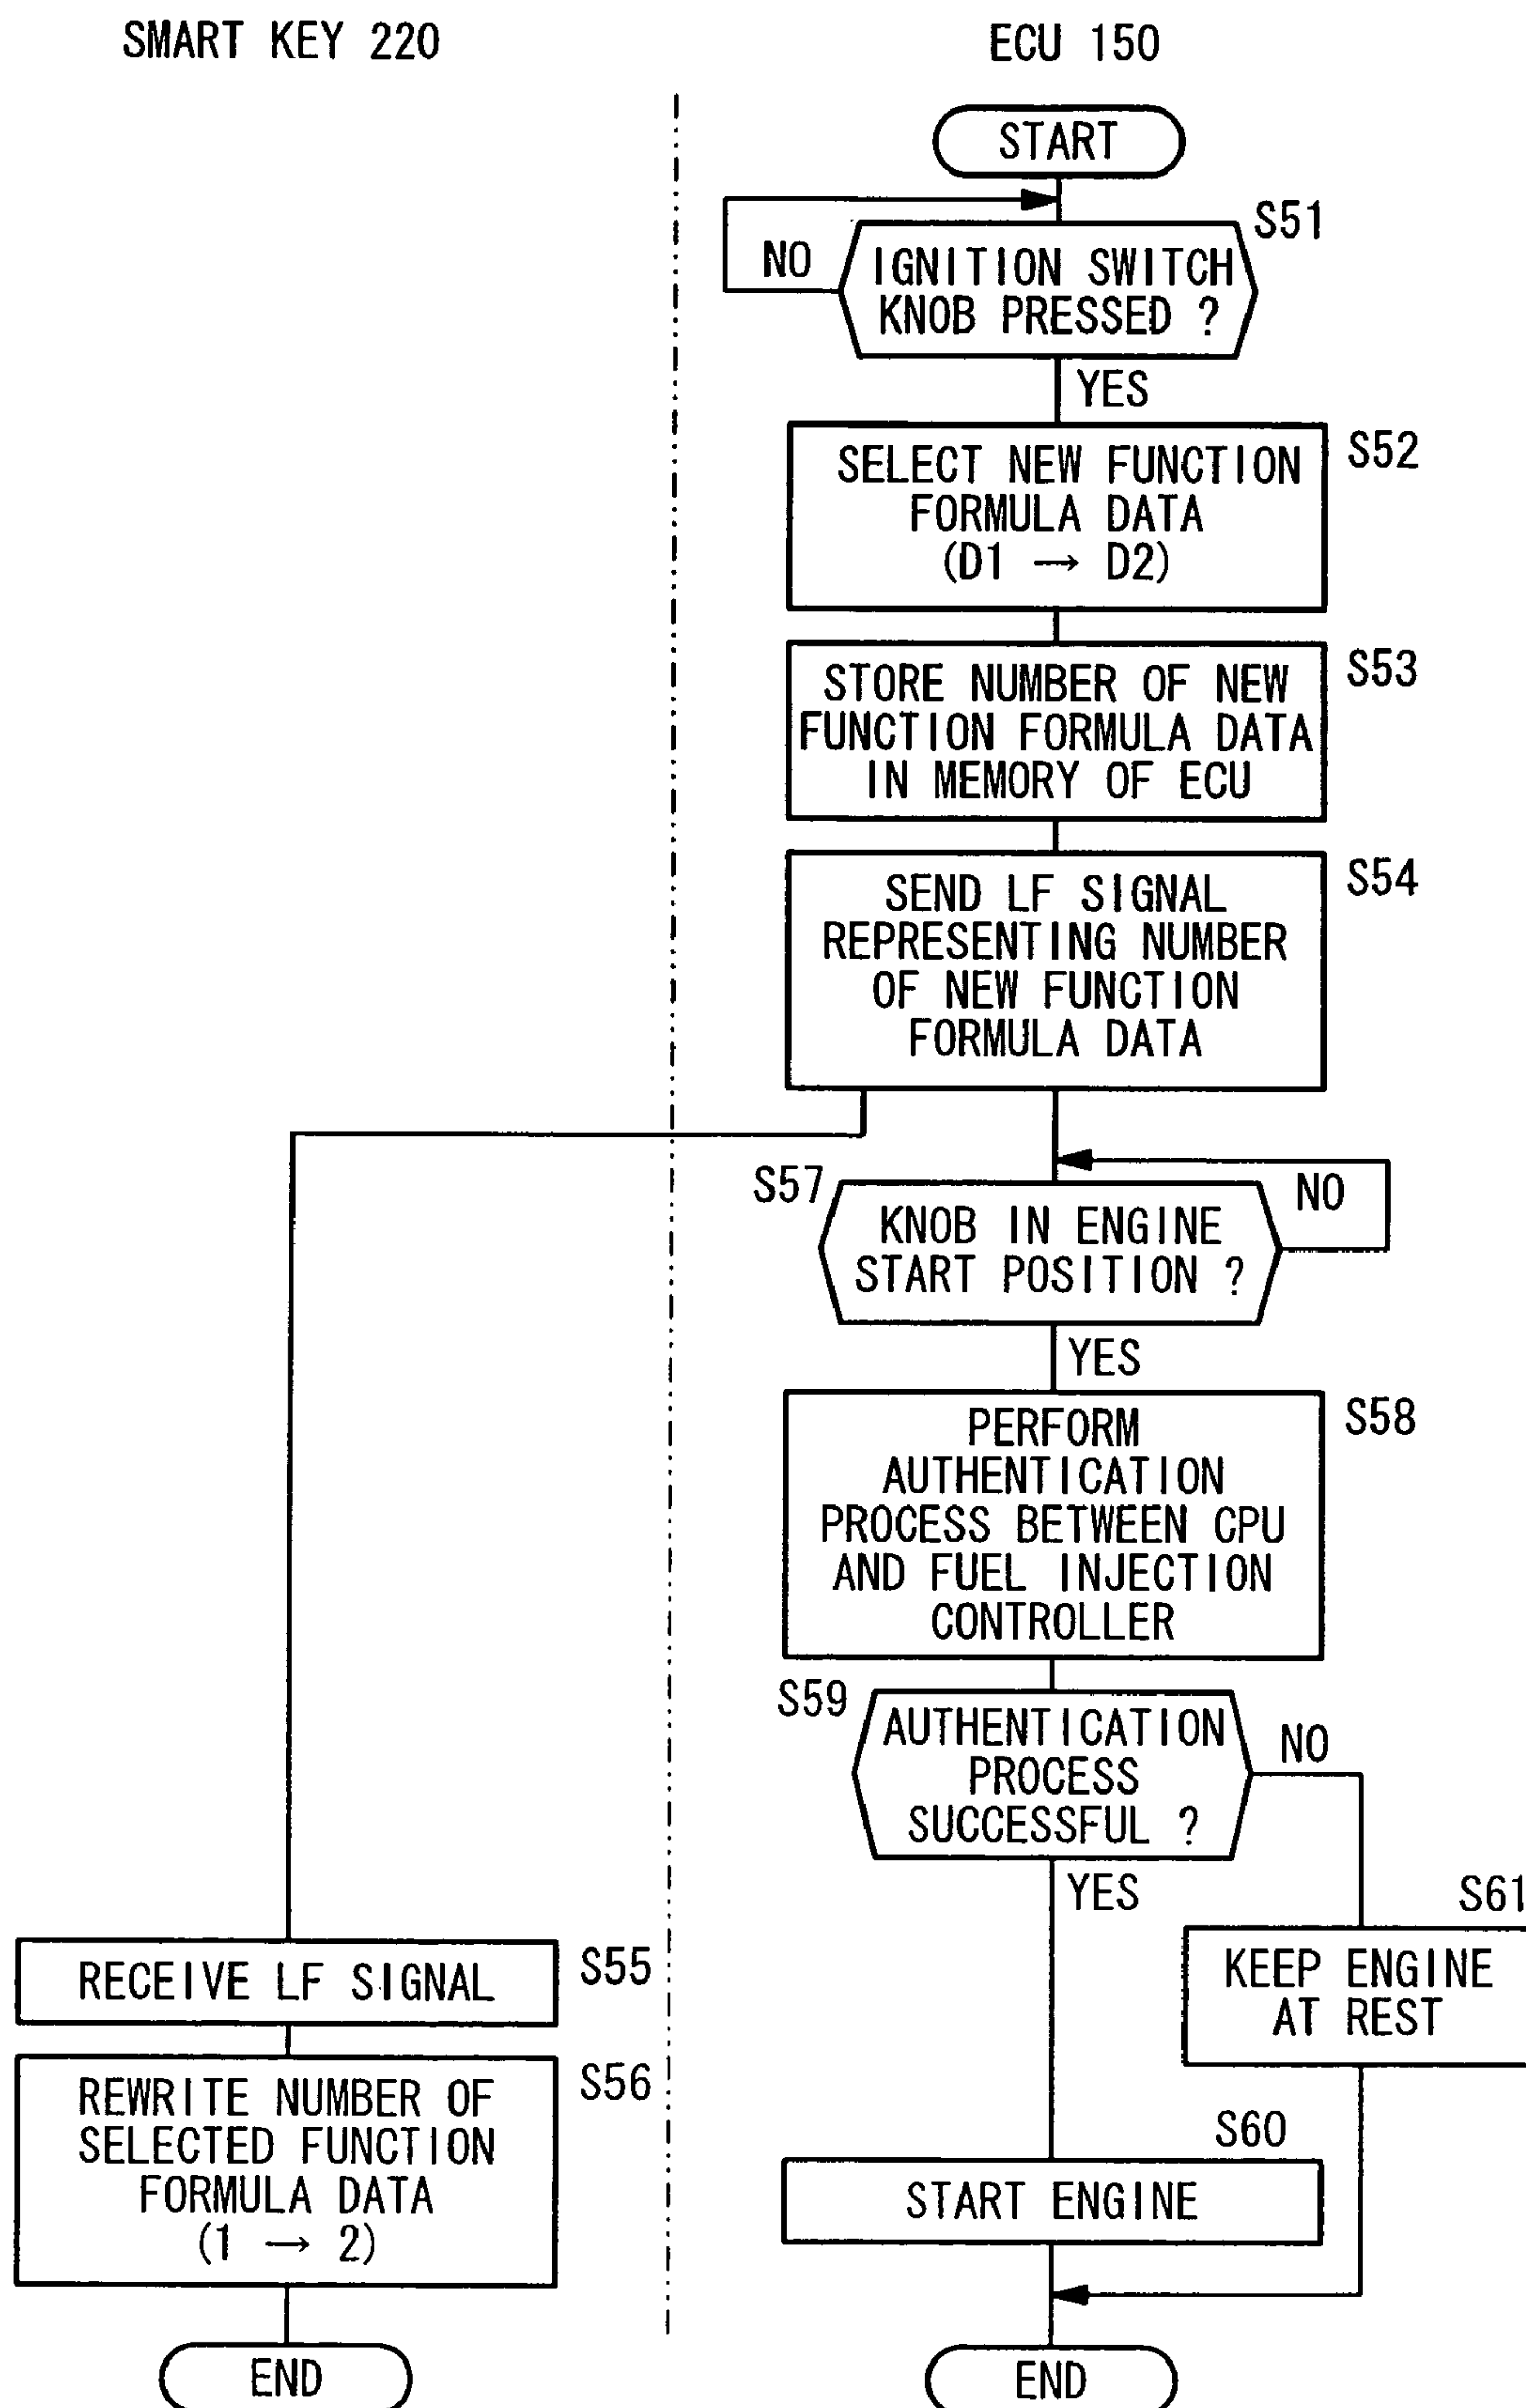 SMART KEY 220
ECU 150
START
S51
NO
IGNITION SWITCH
KNOB PRESSED ?
YES
S52
SELECT NEW FUNCTION
FORMULA DATA
(D1 → D2)
S53
STORE NUMBER OF NEW
FUNCTION FORMULA DATA
IN MEMORY OF ECU
S54
SEND LF SIGNAL
REPRESENTING NUMBER
OF NEW FUNCTION
FORMULA DATA
S57
NO
KNOB IN ENGINE
START POSITION ?
YES
S58
PERFORM
AUTHENTICATION
PROCESS BETWEEN CPU
AND FUEL INJECTION
CONTROLLER
S59
AUTHENTICATION
PROCESS
SUCCESSFUL ?
NO
YES
S61
KEEP ENGINE
AT REST
RECEIVE LF SIGNAL
S55
REWRITE NUMBER OF
SELECTED FUNCTION
FORMULA DATA
(1 → 2)
S56
S60
START ENGINE
END
END